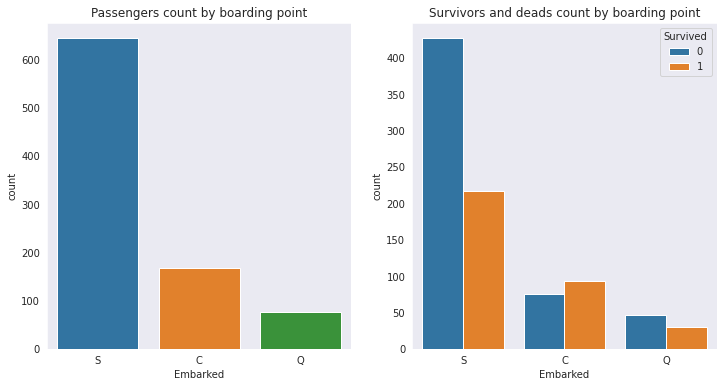 Passengers count by boarding point
600
500
400
300
200
100
0
count
S C Q
Embarked
Survivors and deads count by boarding point
Survived
0
1
400
350
300
250
200
150
100
50
0
count
S C Q
Embarked